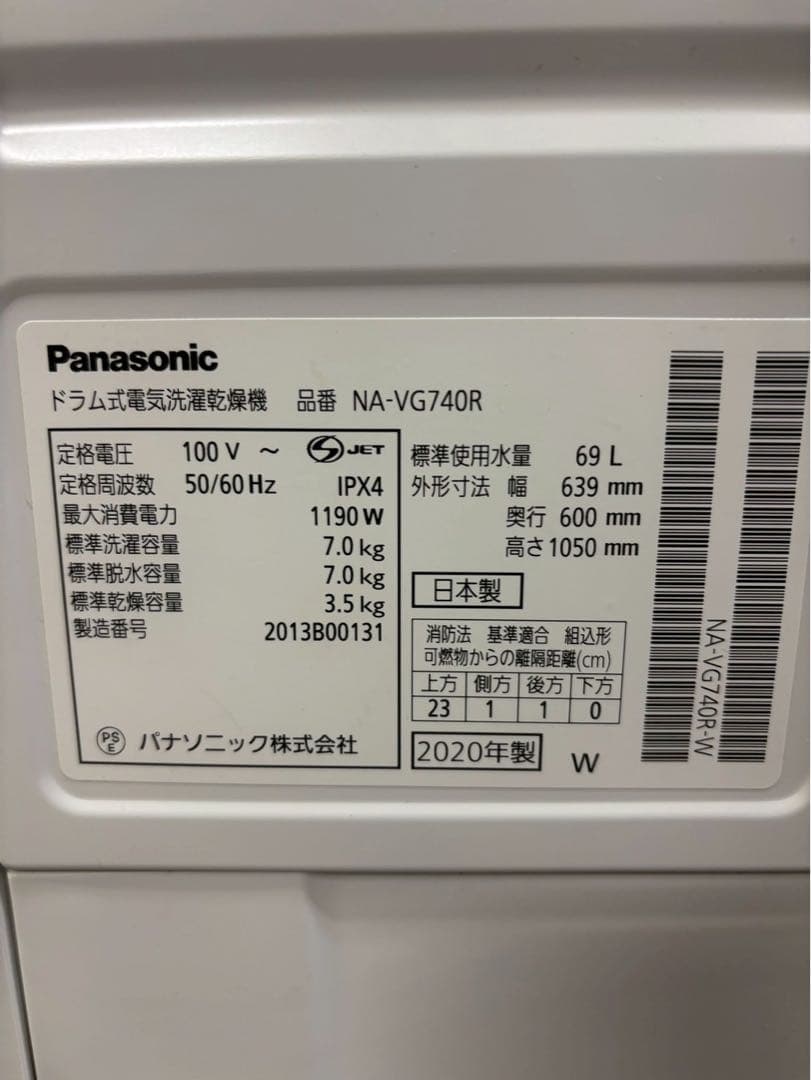 Panasonic
ドラム式電気洗濯乾燥機 品番 NA-VG740R
定格電圧 100 V ～ S JET
定格周波数 50/60 Hz IPX4
最大消費電力 1190 W
標準洗濯容量 7.0 kg
標準脱水容量 7.0 kg
標準乾燥容量 3.5 kg
製造番号 2013B00131
PS E パナソニック株式会社
標準使用水量 69 L
外形寸法 幅 639 mm
奥行 600 mm
高さ 1050 mm
日本製
消防法 基準適合 組込形
可燃物からの離隔距離(cm)
上方 側方 後方 下方
23 1 1 0
2020年製 W
NA-VG740R-W